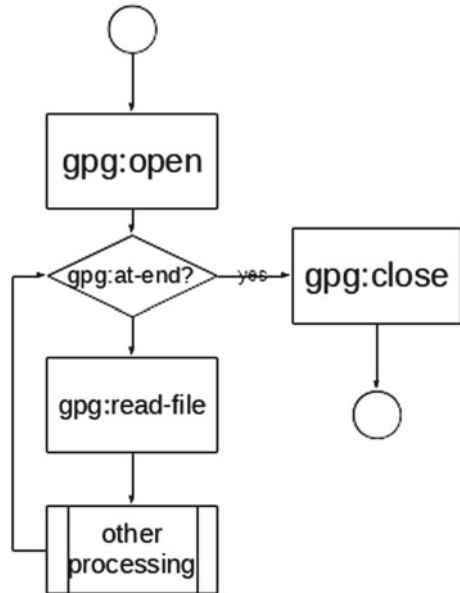 gpg:open
gpg:at-end?
yes
gpg:close
gpg:read-file
other
processing